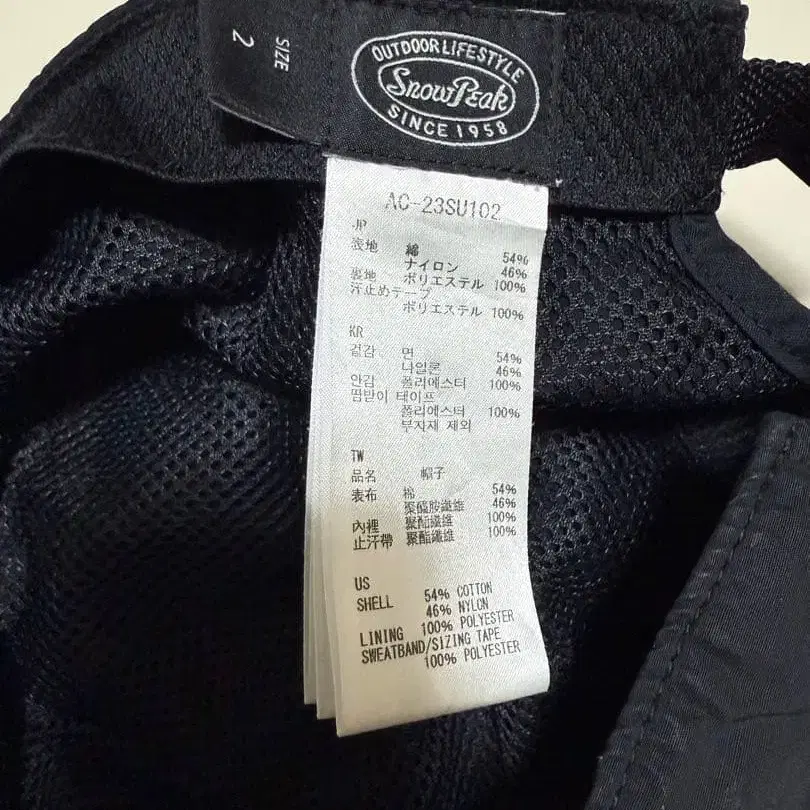 SIZE
2
OUTDOOR LIFESTYLE
Snow Peak
SINCE 1958
AC-23SU102
JP
表地 綿 54%
ナイロン 46%
裏地 ポリエステル 100%
汗止めテープ
ポリエステル 100%
KR
겉감 면 54%
나일론 46%
안감 폴리에스터 100%
땀받이 테이프
폴리에스터 100%
부자재 제외
TW
品名 帽子
表布 棉 54%
聚醯胺纖維 46%
內裡 聚酯纖維 100%
止汗帶 聚酯纖維 100%
US
SHELL 54% COTTON
46% NYLON
LINING 100% POLYESTER
SWEATBAND/SIZING TAPE
100% POLYESTER